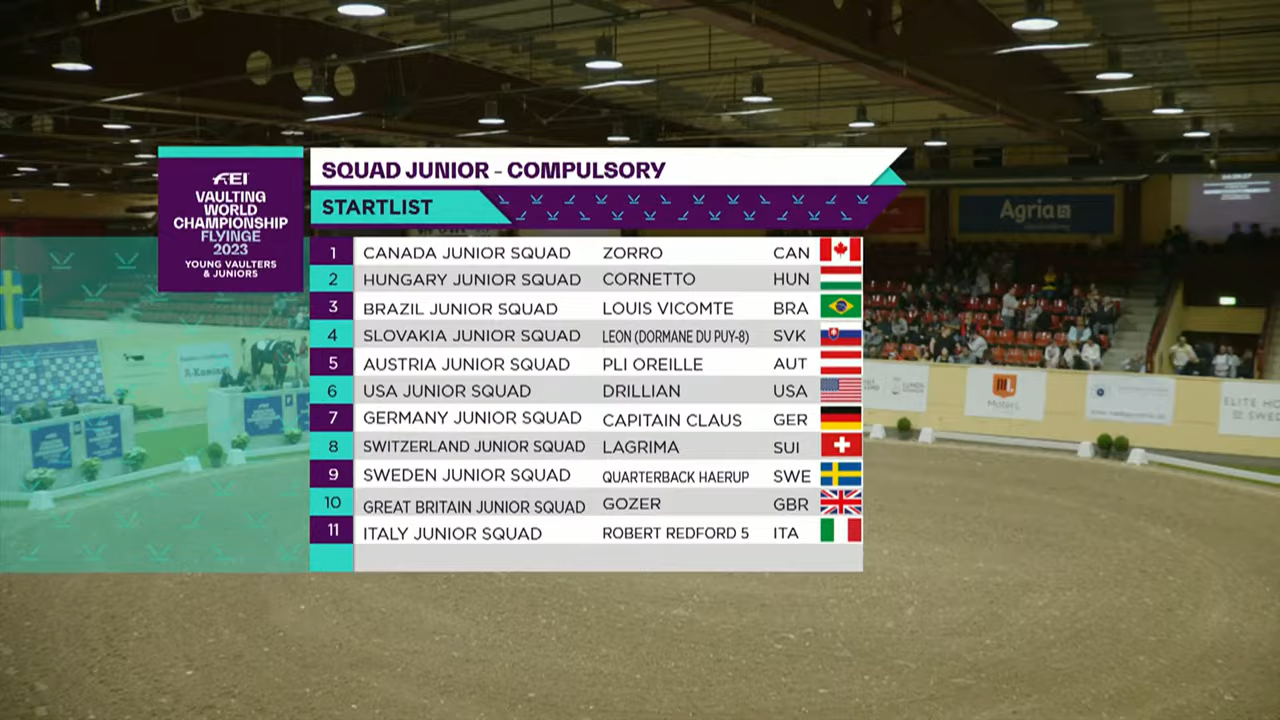 FEI
VAULTING
WORLD
CHAMPIONSHIP
FLYINGE
2023
YOUNG VAULTERS
& JUNIORS
SQUAD JUNIOR - COMPULSORY
STARTLIST
1 CANADA JUNIOR SQUAD ZORRO CAN
2 HUNGARY JUNIOR SQUAD CORNETTO HUN
3 BRAZIL JUNIOR SQUAD LOUIS VICOMTE BRA
4 SLOVAKIA JUNIOR SQUAD LEON (DORMANE DU PUY-8) SVK
5 AUSTRIA JUNIOR SQUAD PLI OREILLE AUT
6 USA JUNIOR SQUAD DRILLIAN USA
7 GERMANY JUNIOR SQUAD CAPITAIN CLAUS GER
8 SWITZERLAND JUNIOR SQUAD LAGRIMA SUI
9 SWEDEN JUNIOR SQUAD QUARTERBACK HAERUP SWE
10 GREAT BRITAIN JUNIOR SQUAD GOZER GBR
11 ITALY JUNIOR SQUAD ROBERT REDFORD 5 ITA
Agria
ELITE